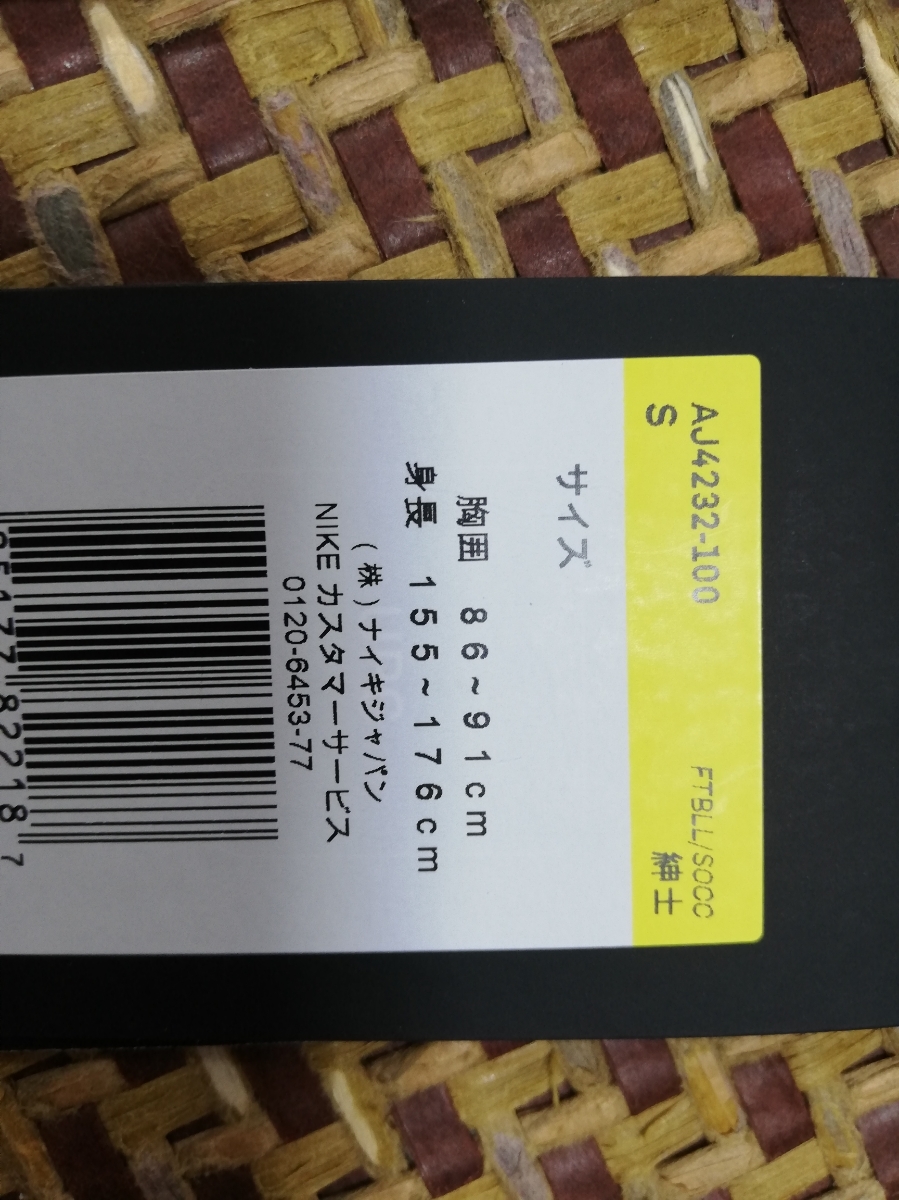 AJ4232-100 FTBLL/SOCC
S 紳士
サイズ
胸囲 86~91cm
身長 155~176cm
(株)ナイキジャパン
NIKE カスタマーサービス
0120-6453-77
82218 7